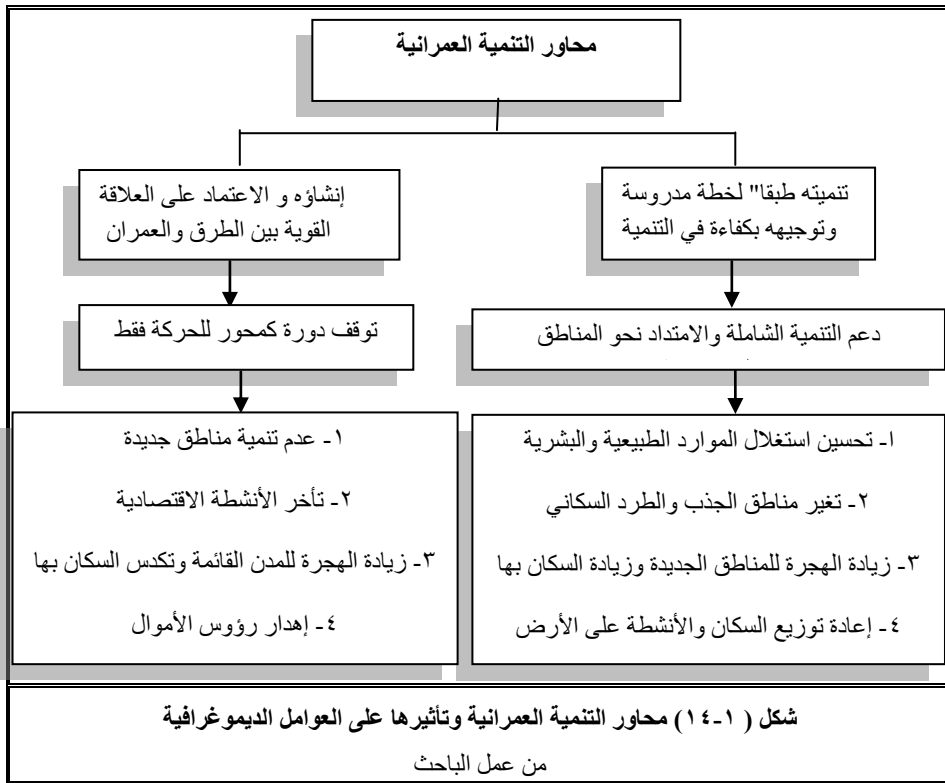 محاور التنمية العمرانية
تنميته طبقا" لخطة مدروسة
وتوجيهه بكفاءة في التنمية
إنشاؤه و الاعتماد على العلاقة
القوية بين الطرق والعمران
دعم التنمية الشاملة والامتداد نحو المناطق
توقف دورة كمحور للحركة فقط
١- تحسين استغلال الموارد الطبيعية والبشرية
٢- تغير مناطق الجذب والطرد السكاني
٣- زيادة الهجرة للمناطق الجديدة وزيادة السكان بها
٤- إعادة توزيع السكان والأنشطة على الأرض
١- عدم تنمية مناطق جديدة
٢- تأخر الأنشطة الاقتصادية
٣- زيادة الهجرة للمدن القائمة وتكدس السكان بها
٤- إهدار رؤوس الأموال
شكل ( ١-١٤) محاور التنمية العمرانية وتأثيرها على العوامل الديموغرافية
من عمل الباحث